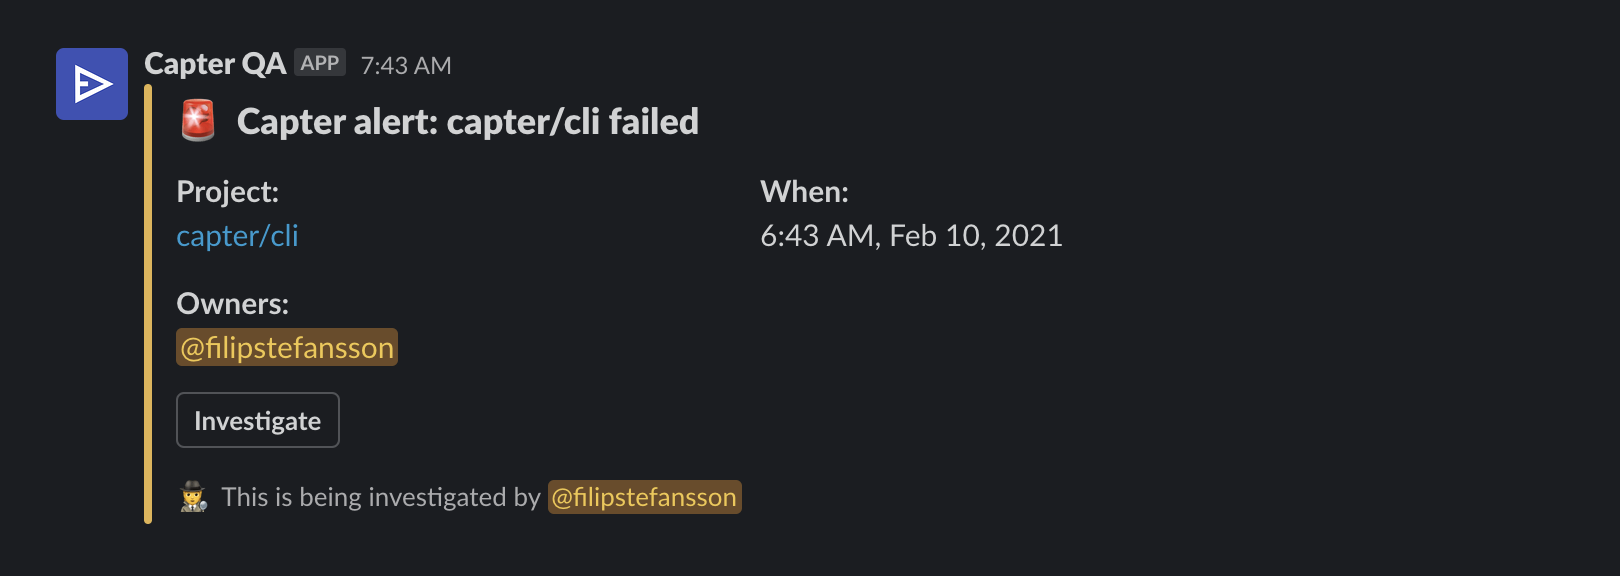 Capter QA APP 7:43 AM
Capter alert: capter/cli failed
Project:
capter/cli
When:
6:43 AM, Feb 10, 2021
Owners:
@filipstefansson
Investigate
This is being investigated by @filipstefansson